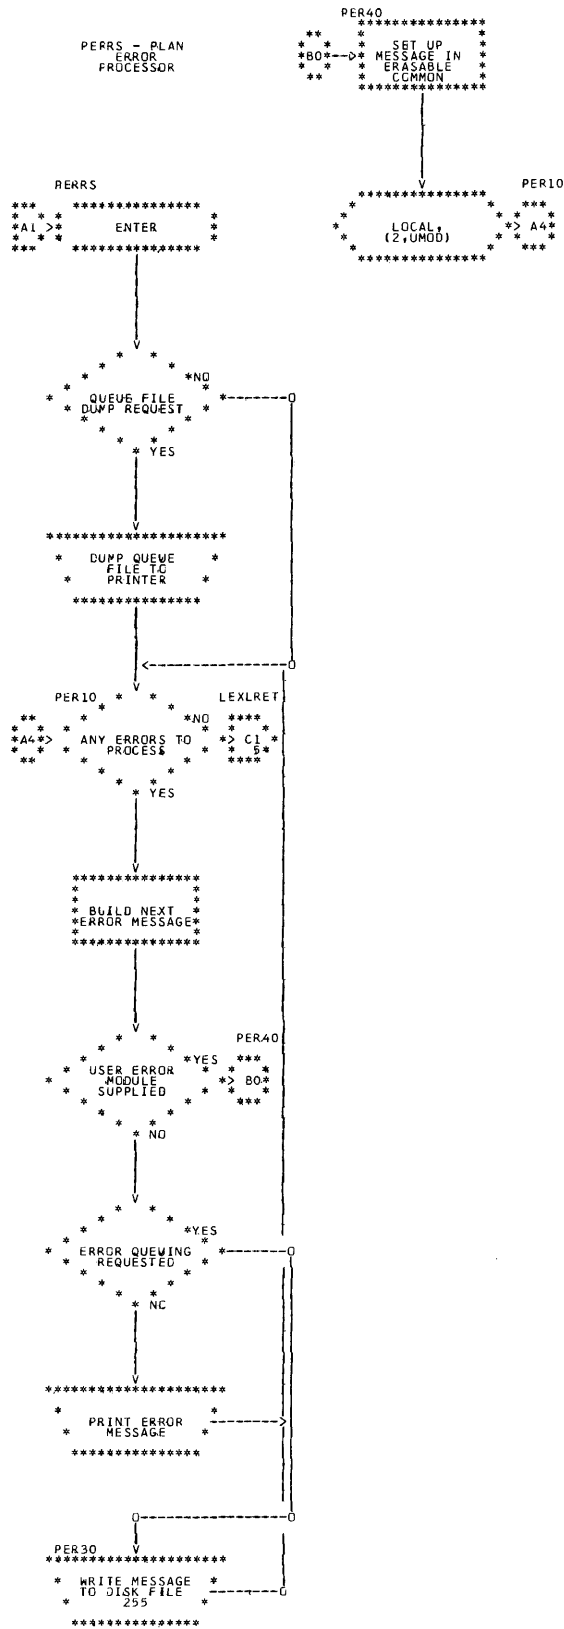 PERRS - PLAN
ERROR
PROCESSOR
PER40
B0
SET UP
MESSAGE IN
ERASABLE
COMMON
PERRS
A1
ENTER
LOCAL,
(2,UMOD)
PER10
A4
QUEUE FILE
DUMP REQUEST
NO
YES
DUMP QUEUE
FILE TO
PRINTER
PER10
A4
ANY ERRORS TO
PROCESS
NO
YES
LEXLRET
C1
5
BUILD NEXT
ERROR MESSAGE
USER ERROR
MODULE
SUPPLIED
YES
NO
PER40
B0
ERROR QUEUING
REQUESTED
YES
NO
PRINT ERROR
MESSAGE
PER30
WRITE MESSAGE
TO DISK FILE
255